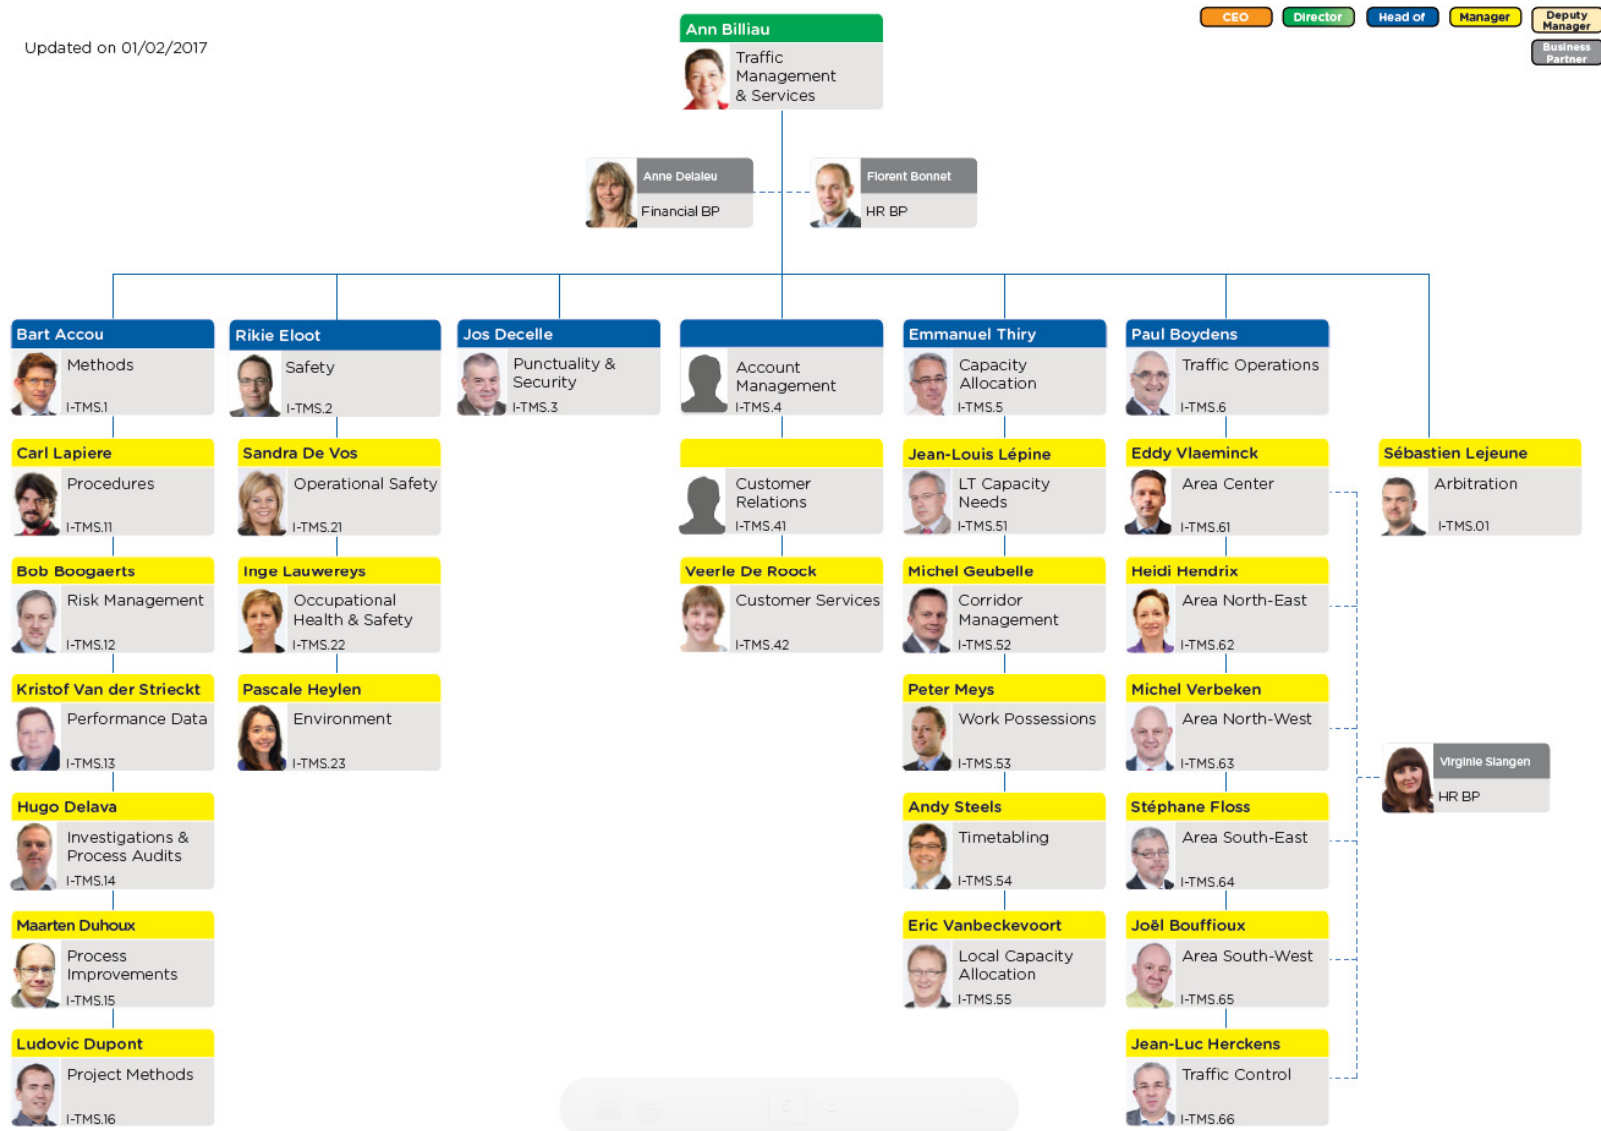 Updated on 01/02/2017
CEO
Director
Head of
Manager
Deputy
Manager
Business
Partner
Ann Billiau
Traffic
Management
& Services
Anne Delaleu
Financial BP
Florent Bonnet
HR BP
Bart Accou
Methods
I-TMS.1
Rikie Eloot
Safety
I-TMS.2
Jos Decelle
Punctuality &
Security
I-TMS.3
Account
Management
I-TMS.4
Emmanuel Thiry
Capacity
Allocation
I-TMS.5
Paul Boydens
Traffic Operations
I-TMS.6
Carl Lapiere
Procedures
I-TMS.11
Sandra De Vos
Operational Safety
I-TMS.21
Customer
Relations
I-TMS.41
Jean-Louis Lépine
LT Capacity
Needs
I-TMS.51
Eddy Vlaeminck
Area Center
I-TMS.61
Sébastien Lejeune
Arbitration
I-TMS.01
Bob Boogaerts
Risk Management
I-TMS.12
Inge Lauwereys
Occupational
Health & Safety
I-TMS.22
Veerle De Roock
Customer Services
I-TMS.42
Michel Geubelle
Corridor
Management
I-TMS.52
Heidi Hendrix
Area North-East
I-TMS.62
Kristof Van der Strieckt
Performance Data
I-TMS.13
Pascale Heylen
Environment
I-TMS.23
Peter Meys
Work Possessions
I-TMS.53
Michel Verbeken
Area North-West
I-TMS.63
Virginie Slangen
HR BP
Hugo Delava
Investigations &
Process Audits
I-TMS.14
Andy Steels
Timetabling
I-TMS.54
Stéphane Floss
Area South-East
I-TMS.64
Maarten Duhoux
Process
Improvements
I-TMS.15
Eric Vanbeckevoort
Local Capacity
Allocation
I-TMS.55
Joël Bouffioux
Area South-West
I-TMS.65
Ludovic Dupont
Project Methods
I-TMS.16
Jean-Luc Herckens
Traffic Control
I-TMS.66